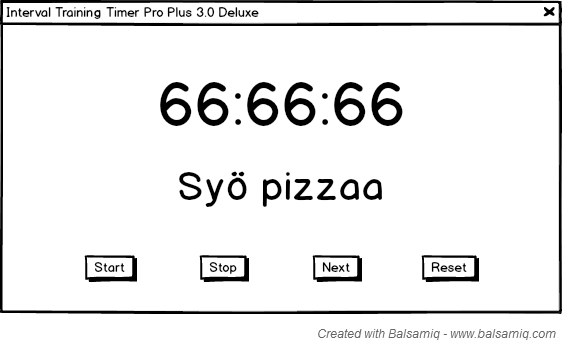 Interval Training Timer Pro Plus 3.0 Deluxe
66:66:66
Syö pizzaa
Start Stop Next Reset
Created with Balsamiq - www.balsamiq.com